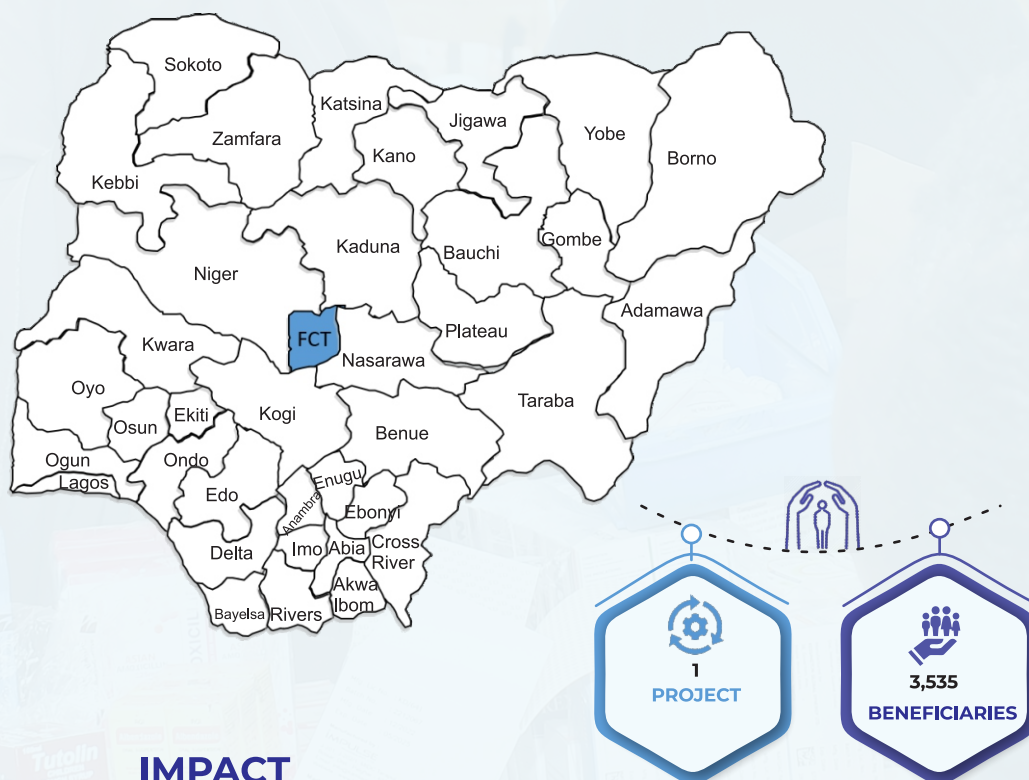 Sokoto
Katsina
Jigawa
Zamfara
Yobe
Kano
Borno
Kebbi
Gombe
Kaduna
Bauchi
Niger
Adamawa
FCT
Plateau
Kwara
Nasarawa
Oyo
Taraba
Ekiti
Kogi
Osun
Benue
Ogun
Ondo
Lagos
Enugu
Edo
Anambra
Ebonyi
Delta
Imo
Abia
Cross
River
Akwa
Ibom
Bayelsa
Rivers
1
PROJECT
3,535
BENEFICIARIES
Tutolin
IMPACT